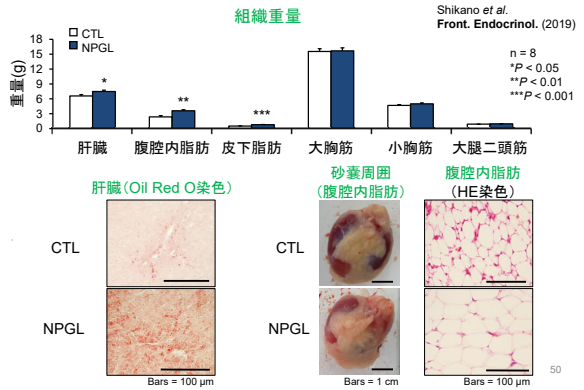 組織重量
Shikano et al.
Front. Endocrinol. (2019)
CTL
NPGL
n = 8
*P < 0.05
**P < 0.01
***P < 0.001
重量(g)
18
15
12
9
6
3
0
*
**
***
肝臓
腹腔内脂肪
皮下脂肪
大胸筋
小胸筋
大腿二頭筋
肝臓(Oil Red O染色)
砂嚢周囲
(腹腔内脂肪)
腹腔内脂肪
(HE染色)
CTL
CTL
NPGL
NPGL
Bars = 100 μm
Bars = 1 cm
Bars = 100 μm
50